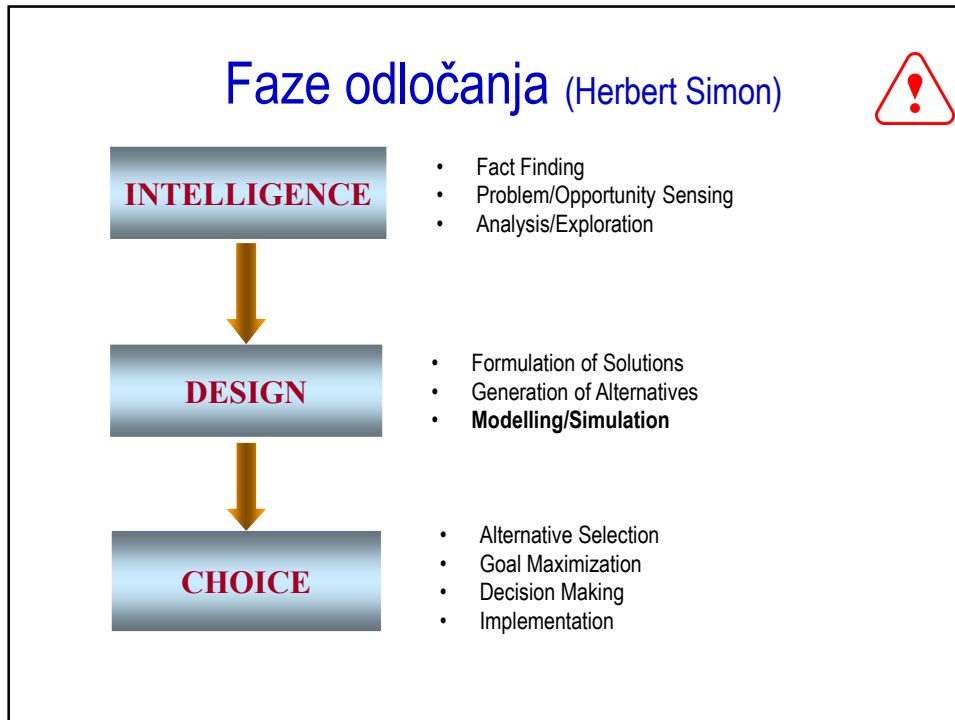 Faze odločanja (Herbert Simon)
!
INTELLIGENCE
• Fact Finding
• Problem/Opportunity Sensing
• Analysis/Exploration
DESIGN
• Formulation of Solutions
• Generation of Alternatives
• Modelling/Simulation
CHOICE
• Alternative Selection
• Goal Maximization
• Decision Making
• Implementation